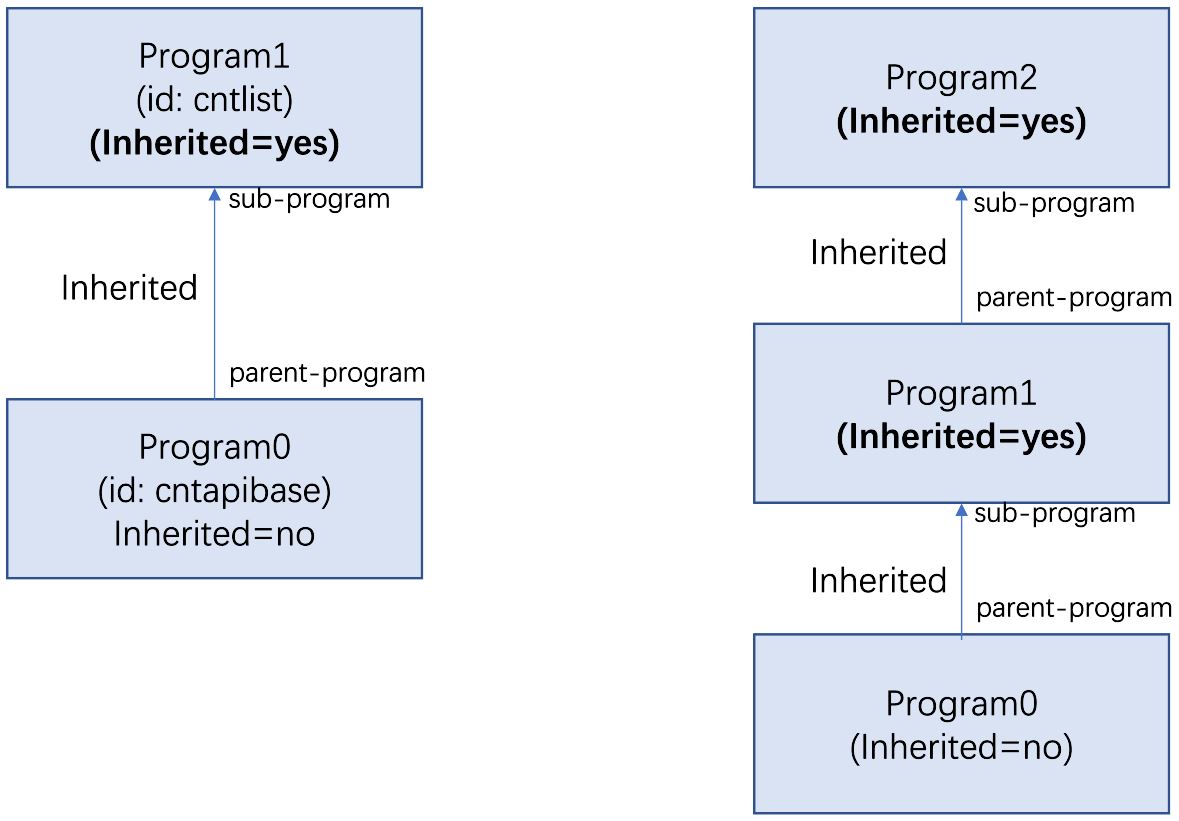 Program1
(id: cntlist)
(Inherited=yes)
sub-program
Inherited
parent-program
Program0
(id: cntapibase)
Inherited=no
Program2
(Inherited=yes)
sub-program
Inherited
parent-program
Program1
(Inherited=yes)
sub-program
Inherited
parent-program
Program0
(Inherited=no)